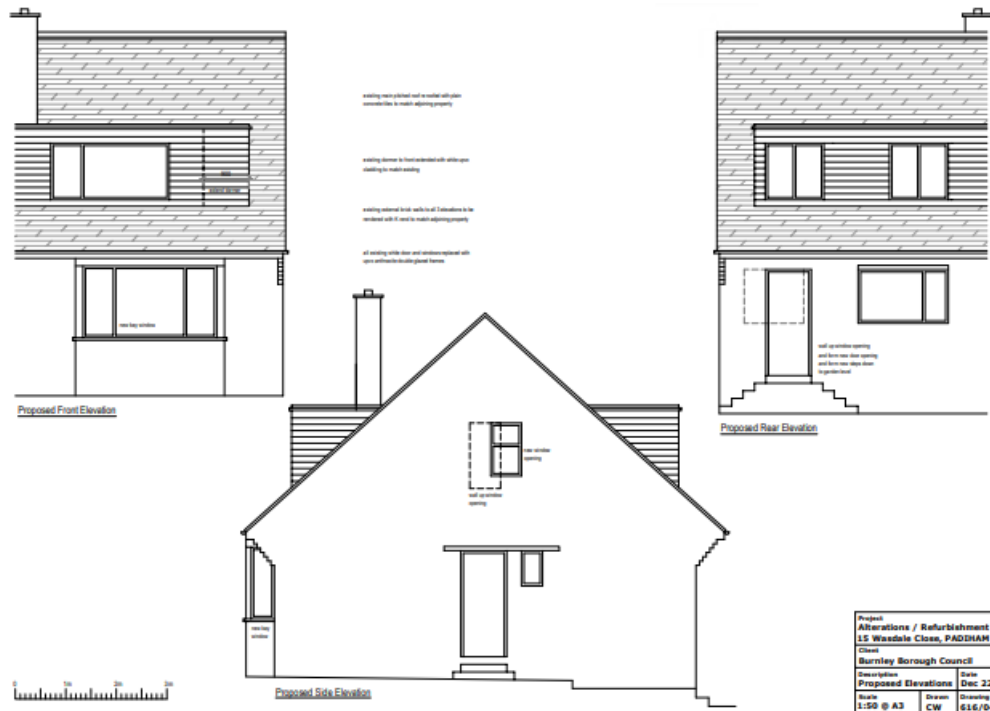 existing main pitched roof re-roofed with plain
concrete tiles to match adjoining property
existing dormer to front extended with white upvc
cladding to match existing
existing external brick walls to all 3 elevations to be
rendered with K rend to match adjoining property
all existing white door and windows replaced with
upvc anthracite double glazed frames
extend dormer
new bay window
Proposed Front Elevation
wall up window opening
and form new door opening
and form new steps down
to garden level
Proposed Rear Elevation
new window
opening
wall up window
opening
new bay
window
Proposed Side Elevation
0 1m 2m 3m
Project
Alterations / Refurbishment
15 Wasdale Close, PADIHAM
Client
Burnley Borough Council
Description Date
Proposed Elevations Dec 22
Scale Drawn Drawing
1:50 @ A3 CW 616/04